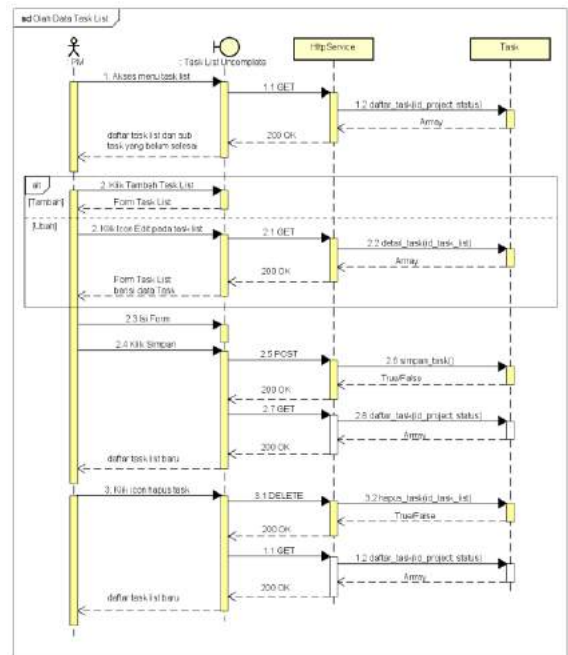 sd Olah Data Task List
: PM
: Task List Uncomplete
HttpService
Task
1. Akses menu task list
1.1 GET
1.2 daftar_task(id_project, status)
Array
200 OK
daftar task list dan sub
task yang belum selesai
alt
[Tambah]
2. Klik Tambah Task List
Form Task List
[Ubah]
2. Klik Icon Edit pada task list
2.1 GET
2.2 detail_task(id_task_list)
Array
200 OK
Form Task List
berisi data Task
2.3 Isi Form
2.4 Klik Simpan
2.5 POST
2.6 simpan_task()
True/False
200 OK
2.7 GET
2.8 daftar_task(id_project, status)
Array
200 OK
daftar task list baru
3. Klik icon hapus task
3.1 DELETE
3.2 hapus_task(id_task_list)
True/False
200 OK
1.1 GET
1.2 daftar_task(id_project, status)
Array
200 OK
daftar task list baru